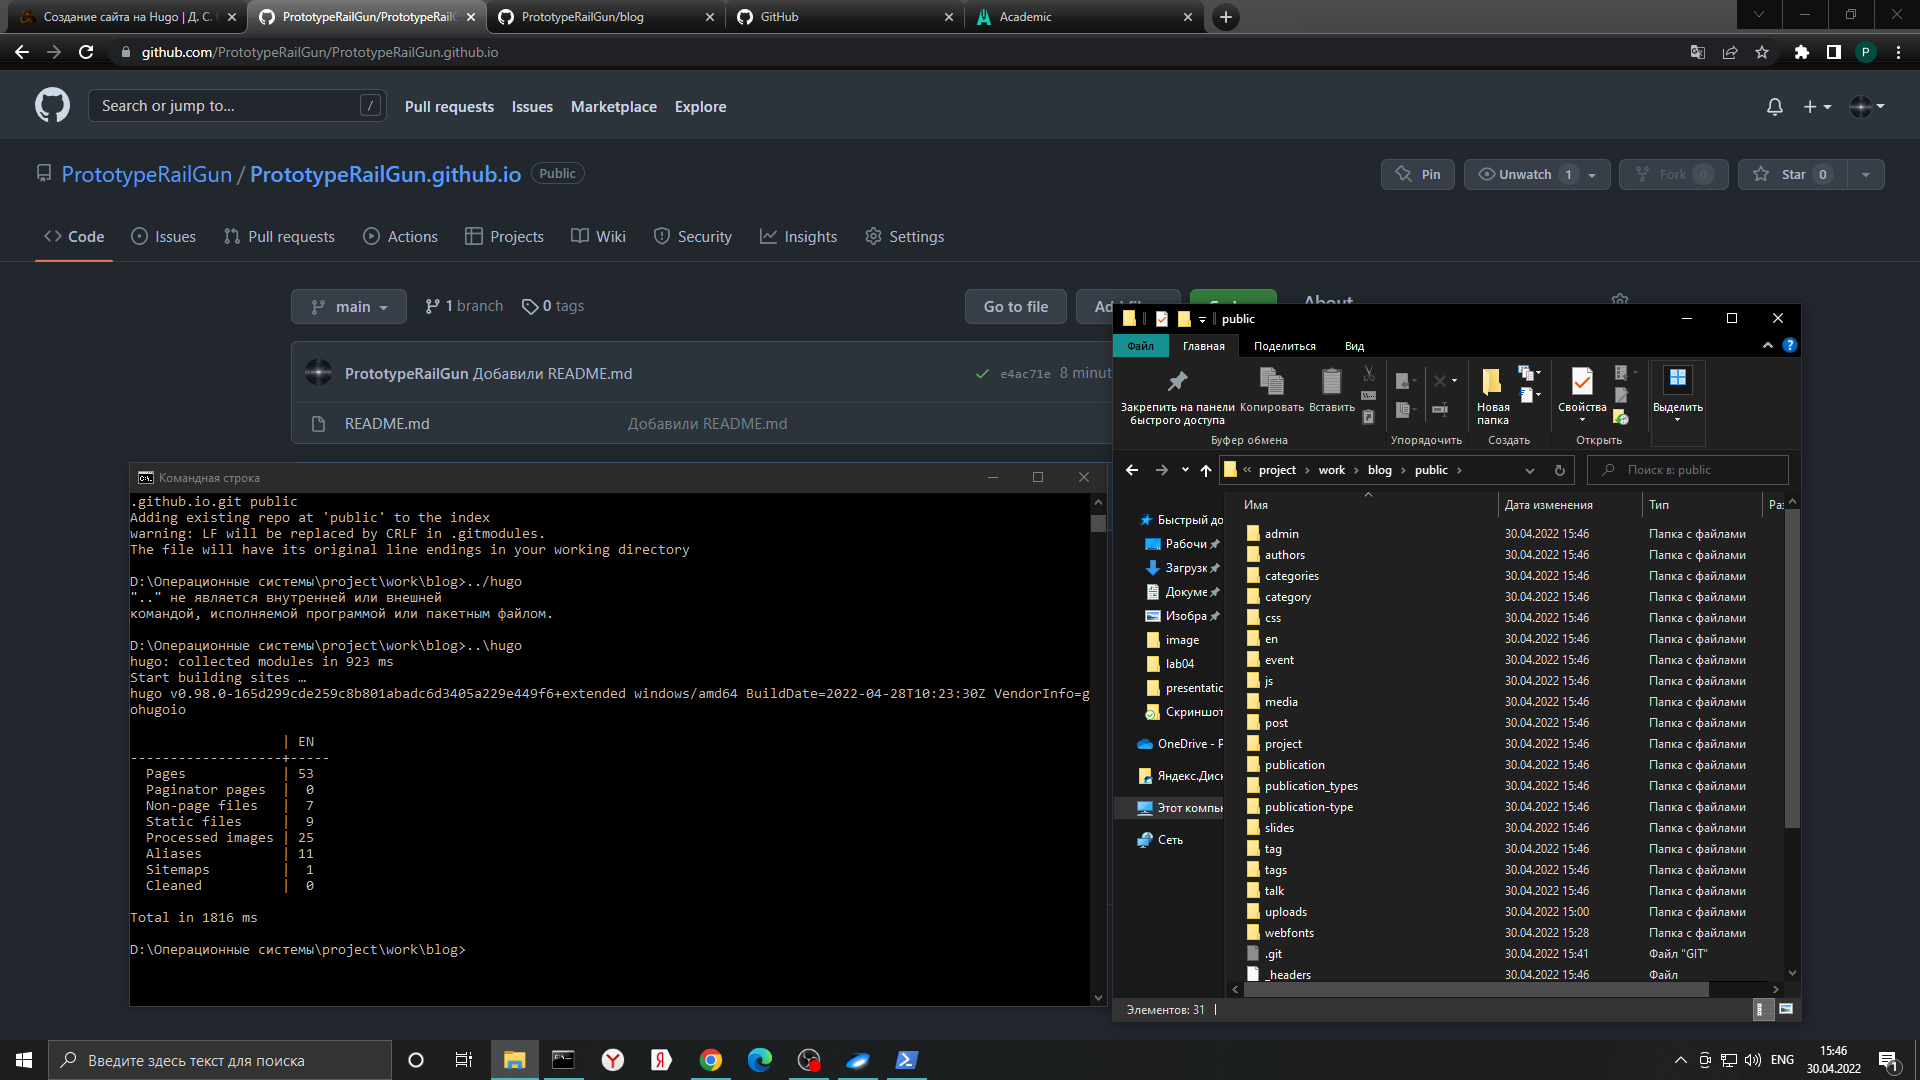 Создание сайта на Hugo | Д. С.
PrototypeRailGun/PrototypeRailG
PrototypeRailGun/blog
GitHub
Academic
github.com/PrototypeRailGun/PrototypeRailGun.github.io
P
Search or jump to...
/
Pull requests
Issues
Marketplace
Explore
PrototypeRailGun / PrototypeRailGun.github.io
Public
Pin
Unwatch 1
Fork 0
Star 0
Code
Issues
Pull requests
Actions
Projects
Wiki
Security
Insights
Settings
main
1 branch
0 tags
Go to file
About
PrototypeRailGun Добавили README.md
e4ac71e
8 minut
README.md
Добавили README.md
Командная строка
.github.io.git public
Adding existing repo at 'public' to the index
warning: LF will be replaced by CRLF in .gitmodules.
The file will have its original line endings in your working directory
D:\Операционные системы\project\work\blog>../hugo
".." не является внутренней или внешней
командой, исполняемой программой или пакетным файлом.
D:\Операционные системы\project\work\blog>..\hugo
hugo: collected modules in 923 ms
Start building sites …
hugo v0.98.0-165d299cde259c8b801abadc6d3405a229e449f6+extended windows/amd64 BuildDate=2022-04-28T10:23:30Z VendorInfo=g
ohugoio
| EN
-------------------+-----
Pages | 53
Paginator pages | 0
Non-page files | 7
Static files | 9
Processed images | 25
Aliases | 11
Sitemaps | 1
Cleaned | 0
Total in 1816 ms
D:\Операционные системы\project\work\blog>
public
Файл
Главная
Поделиться
Вид
Закрепить на панели
быстрого доступа
Копировать
Вставить
Новая
папка
Свойства
Выделить
Буфер обмена
Упорядочить
Создать
Открыть
« project › work › blog › public ›
Поиск в: public
Быстрый до
Рабочи
Загрузк
Докуме
Изобра
image
lab04
presentatic
Скриншот
OneDrive - P
Яндекс.Диск
Этот компьк
Сеть
Имя Дата изменения Тип Раз
admin 30.04.2022 15:46 Папка с файлами
authors 30.04.2022 15:46 Папка с файлами
categories 30.04.2022 15:46 Папка с файлами
category 30.04.2022 15:46 Папка с файлами
css 30.04.2022 15:46 Папка с файлами
en 30.04.2022 15:46 Папка с файлами
event 30.04.2022 15:46 Папка с файлами
js 30.04.2022 15:46 Папка с файлами
media 30.04.2022 15:46 Папка с файлами
post 30.04.2022 15:46 Папка с файлами
project 30.04.2022 15:46 Папка с файлами
publication 30.04.2022 15:46 Папка с файлами
publication_types 30.04.2022 15:46 Папка с файлами
publication-type 30.04.2022 15:46 Папка с файлами
slides 30.04.2022 15:46 Папка с файлами
tag 30.04.2022 15:46 Папка с файлами
tags 30.04.2022 15:46 Папка с файлами
talk 30.04.2022 15:46 Папка с файлами
uploads 30.04.2022 15:00 Папка с файлами
webfonts 30.04.2022 15:28 Папка с файлами
.git 30.04.2022 15:41 Файл "GIT"
_headers 30.04.2022 15:46 Файл
Элементов: 31
Введите здесь текст для поиска
ENG
15:46
30.04.2022
1